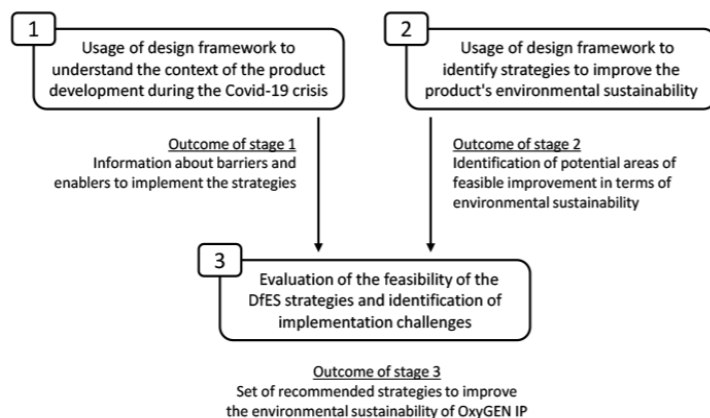 1
Usage of design framework to
understand the context of the product
development during the Covid-19 crisis
2
Usage of design framework to
identify strategies to improve the
product's environmental sustainability
Outcome of stage 1
Information about barriers and
enablers to implement the strategies
Outcome of stage 2
Identification of potential areas of
feasible improvement in terms of
environmental sustainability
3
Evaluation of the feasibility of the
DfES strategies and identification of
implementation challenges
Outcome of stage 3
Set of recommended strategies to improve
the environmental sustainability of OxyGEN IP